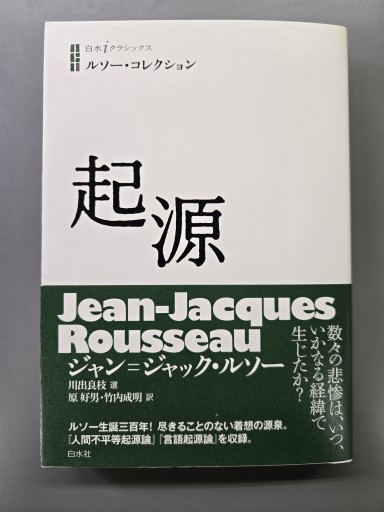 白水iクラシックス
ルソー・コレクション
起源
Jean-Jacques
Rousseau
ジャン=ジャック・ルソー
川出良枝 選
原 好男・竹内成明 訳
数々の悲惨は、いつ、
いかなる経緯で
生じたか?
ルソー生誕三百年! 尽きることのない着想の源泉。
『人間不平等起源論』『言語起源論』を収録。
白水社